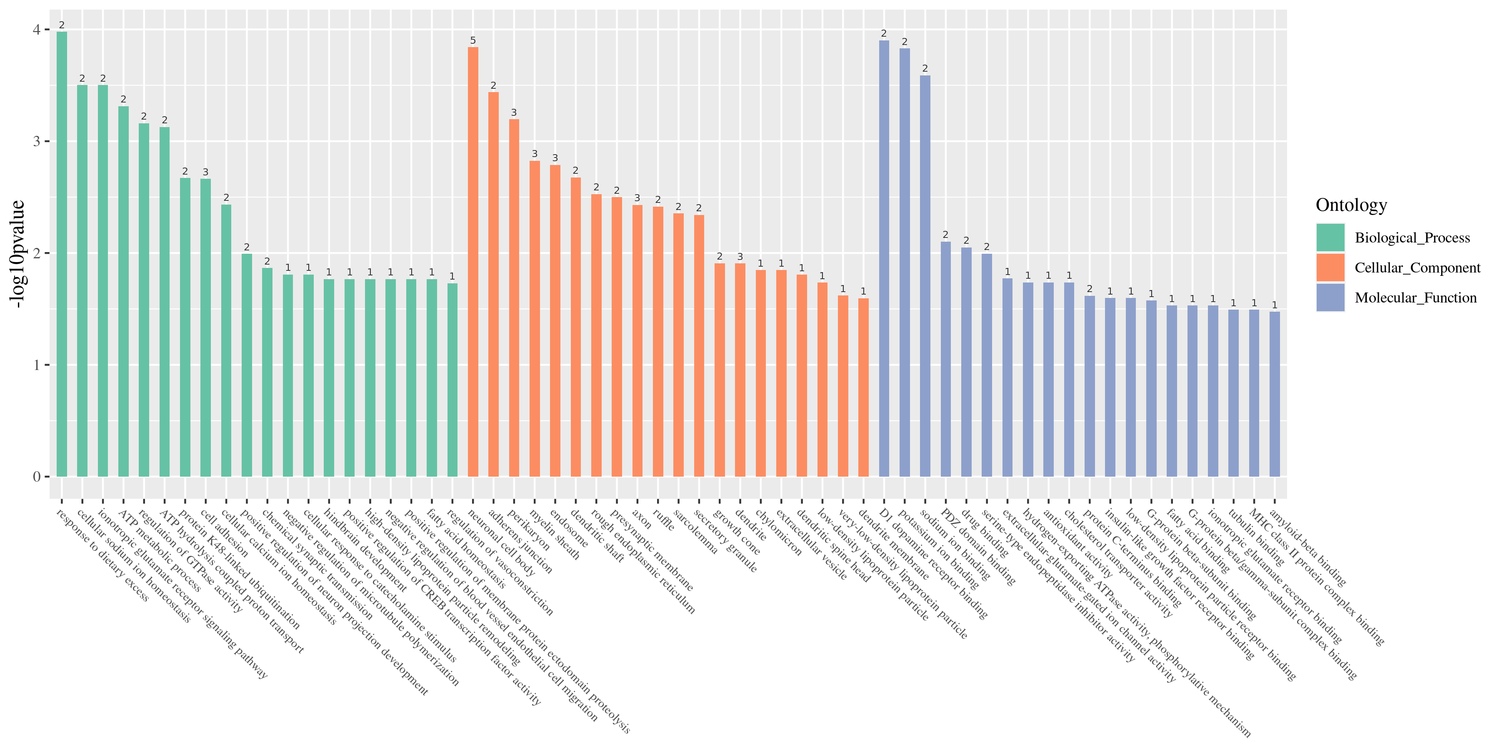 -log10pvalue
4
3
2
1
0
2
2
2
2
2
2
2
3
2
2
2
1
1
1
1
1
1
1
1
1
5
2
3
3
3
2
2
2
3
2
2
2
2
3
1
1
1
1
1
1
2
2
2
2
2
2
1
1
1
1
2
1
1
1
1
1
1
1
1
1
response to dietary excess
cellular sodium ion homeostasis
ionotropic glutamate receptor signaling pathway
ATP metabolic process
regulation of GTPase activity
ATP hydrolysis coupled proton transport
protein K48-linked ubiquitination
cell adhesion
cellular calcium ion homeostasis
positive regulation of neuron projection development
chemical synaptic transmission
negative regulation of microtubule polymerization
cellular response to catecholamine stimulus
hindbrain development
positive regulation of CREB transcription factor activity
high-density lipoprotein particle remodeling
negative regulation of blood vessel endothelial cell migration
positive regulation of membrane protein ectodomain proteolysis
fatty acid homeostasis
regulation of vasoconstriction
neuronal cell body
adherens junction
perikaryon
myelin sheath
endosome
dendritic shaft
rough endoplasmic reticulum
presynaptic membrane
axon
ruffle
sarcolemma
secretory granule
growth cone
dendrite
chylomicron
extracellular vesicle
dendritic spine head
low-density lipoprotein particle
very-low-density lipoprotein particle
dendrite membrane
D1 dopamine receptor binding
potassium ion binding
sodium ion binding
PDZ domain binding
drug binding
serine-type endopeptidase inhibitor activity
extracellular-glutamate-gated ion channel activity
hydrogen-exporting ATPase activity, phosphorylative mechanism
antioxidant activity
cholesterol transporter activity
protein C-terminus binding
insulin-like growth factor receptor binding
low-density lipoprotein particle receptor binding
G-protein beta-subunit binding
fatty acid binding
G-protein beta/gamma-subunit complex binding
ionotropic glutamate receptor binding
tubulin binding
MHC class II protein complex binding
amyloid-beta binding
Ontology
Biological_Process
Cellular_Component
Molecular_Function